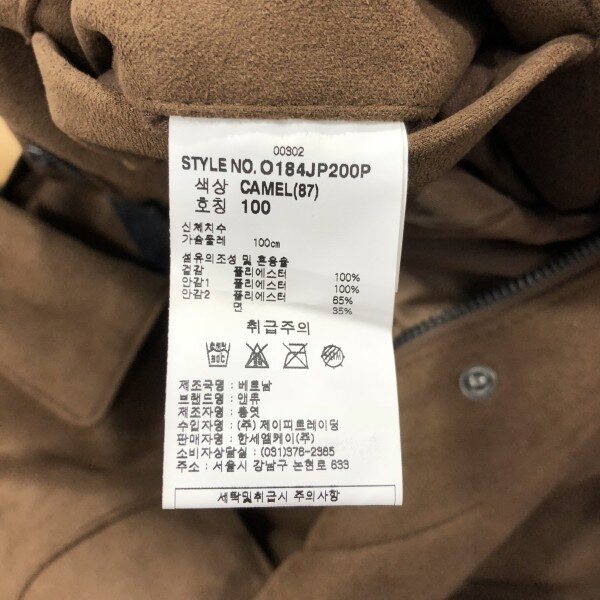 00302
STYLE NO. O184JP200P
색상 CAMEL(87)
호칭 100
신체치수
가슴둘레 100cm
섬유의조성 및 혼용율
겉감 폴리에스터 100%
안감1 폴리에스터 100%
안감2 폴리에스터 65%
면 35%
취급주의
제조국명 : 베트남
브랜드명 : 앤듀
제조자명 : 흥옛
수입자명 : (주) 제이피트레이딩
판매자명 : 한세엘케이(주)
소비자상담실 : (031)376-2365
주소 : 서울시 강남구 논현로 633
세탁및취급시 주의사항